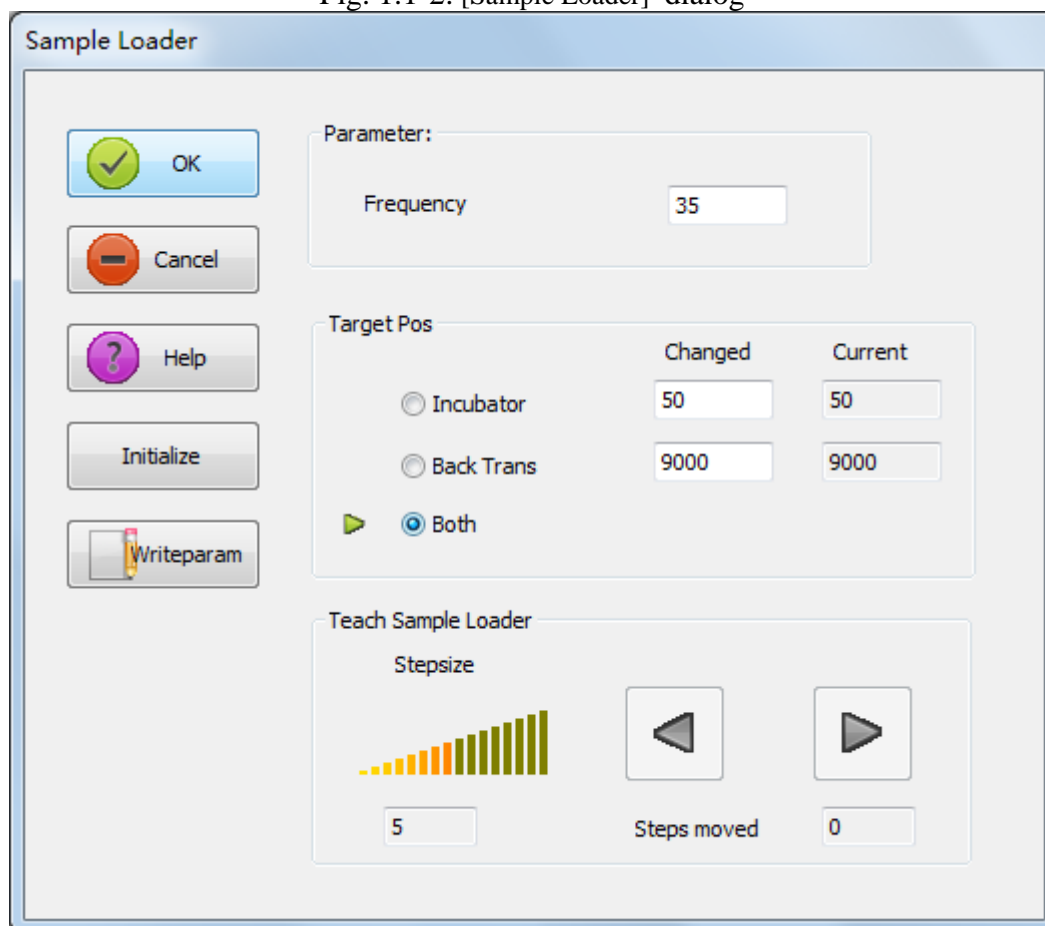 Fig. 1.1-2. [Sample Loader] dialog
Sample Loader
OK
Cancel
Help
Initialize
Writeparam
Parameter:
Frequency 35
Target Pos
Changed Current
Incubator 50 50
Back Trans 9000 9000
Both
Teach Sample Loader
Stepsize
5 Steps moved 0